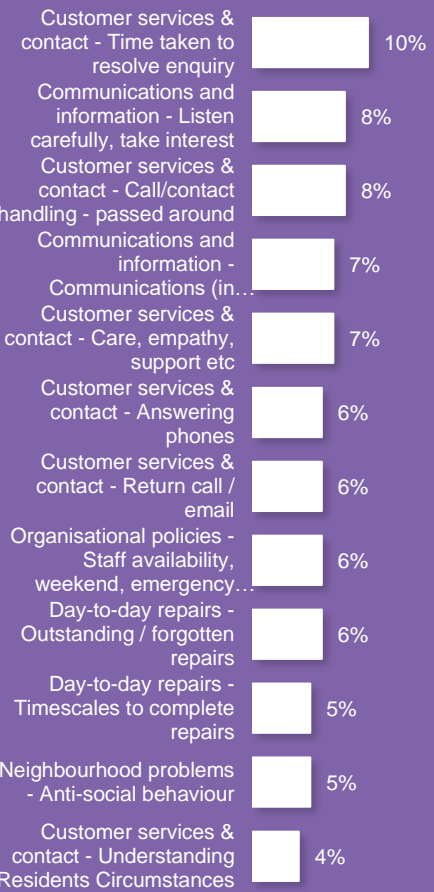 Customer services &
contact - Time taken to
resolve enquiry
10%
Communications and
information - Listen
carefully, take interest
8%
Customer services &
contact - Call/contact
handling - passed around
8%
Communications and
information -
Communications (in…
7%
Customer services &
contact - Care, empathy,
support etc
7%
Customer services &
contact - Answering
phones
6%
Customer services &
contact - Return call /
email
6%
Organisational policies -
Staff availability,
weekend, emergency…
6%
Day-to-day repairs -
Outstanding / forgotten
repairs
6%
Day-to-day repairs -
Timescales to complete
repairs
5%
Neighbourhood problems
- Anti-social behaviour
5%
Customer services &
contact - Understanding
Residents Circumstances
4%